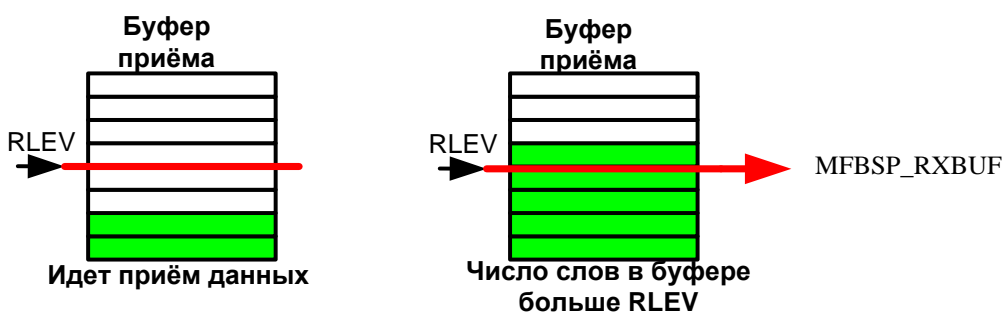 Буфер
приёма
RLEV
Идет приём данных
Буфер
приёма
RLEV
MFBSP_RXBUF
Число слов в буфере
больше RLEV